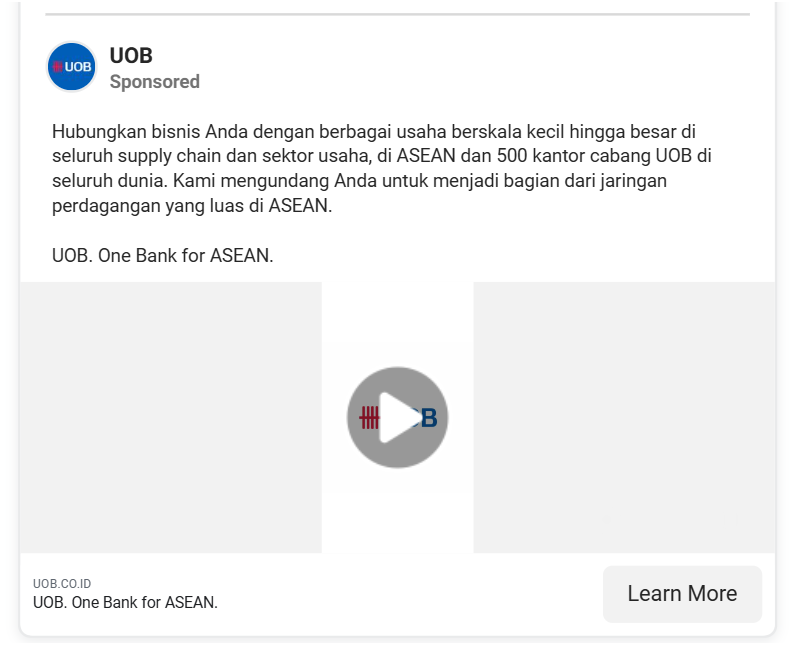 UOB
UOB
Sponsored
Hubungkan bisnis Anda dengan berbagai usaha berskala kecil hingga besar di
seluruh supply chain dan sektor usaha, di ASEAN dan 500 kantor cabang UOB di
seluruh dunia. Kami mengundang Anda untuk menjadi bagian dari jaringan
perdagangan yang luas di ASEAN.
UOB. One Bank for ASEAN.
B
UOB.CO.ID
UOB. One Bank for ASEAN.
Learn More